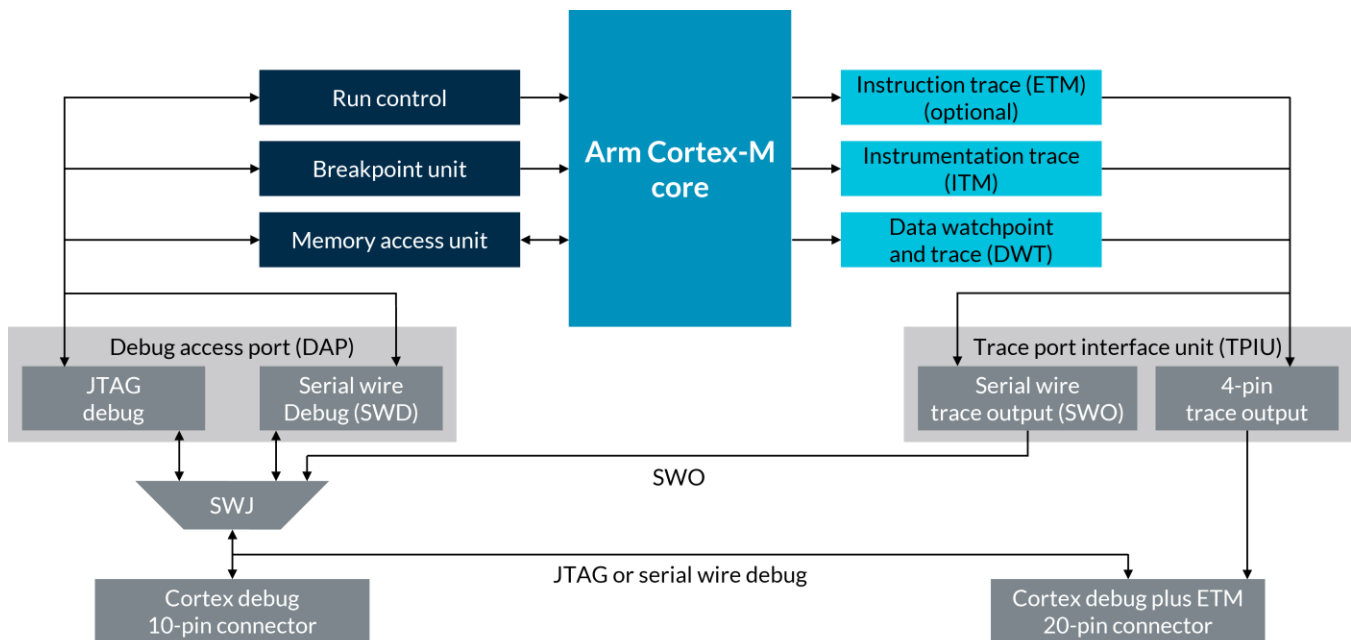 Run control
Breakpoint unit
Memory access unit
Arm Cortex-M
core
Instruction trace (ETM)
(optional)
Instrumentation trace
(ITM)
Data watchpoint
and trace (DWT)
Debug access port (DAP)
JTAG
debug
Serial wire
Debug (SWD)
Trace port interface unit (TPIU)
Serial wire
trace output (SWO)
4-pin
trace output
SWO
SWJ
JTAG or serial wire debug
Cortex debug
10-pin connector
Cortex debug plus ETM
20-pin connector